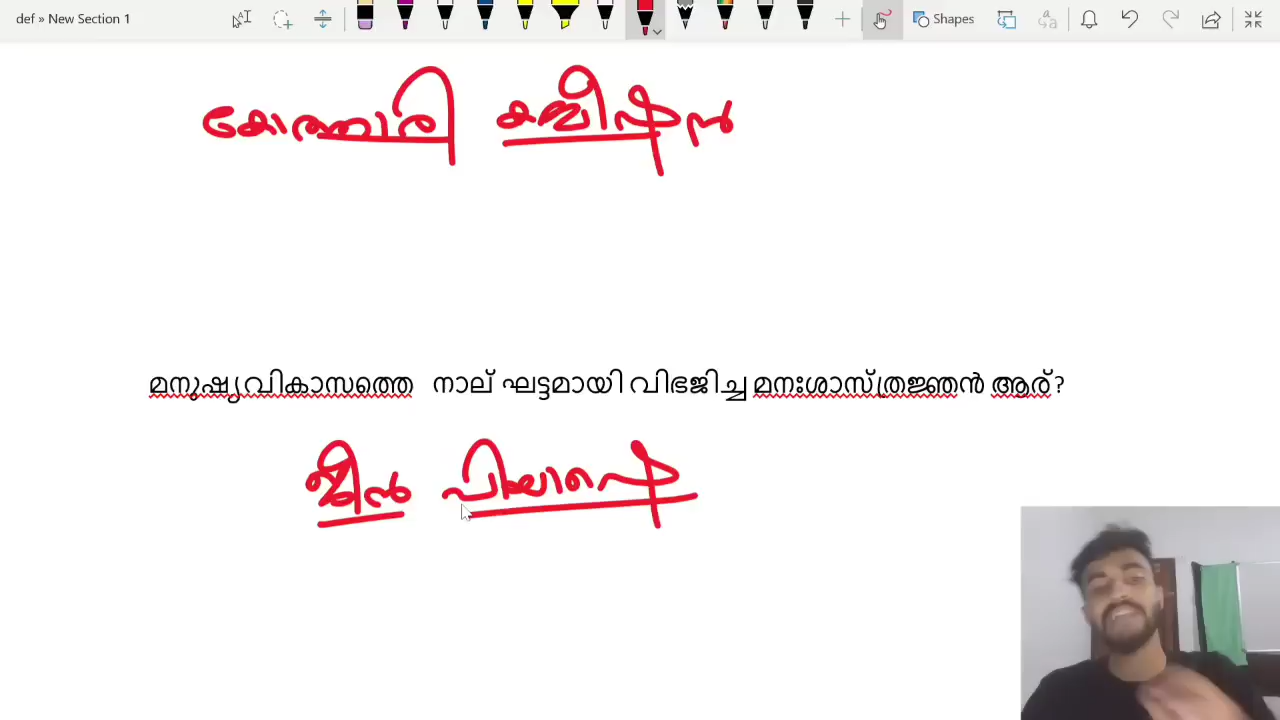 def » New Section 1
Shapes
കോത്താരി കമ്മീഷൻ
മനുഷ്യവികാസത്തെ നാല് ഘട്ടമായി വിഭജിച്ച മനഃശാസ്ത്രജ്ഞൻ ആര്?
ജീൻ പിയാഷെ